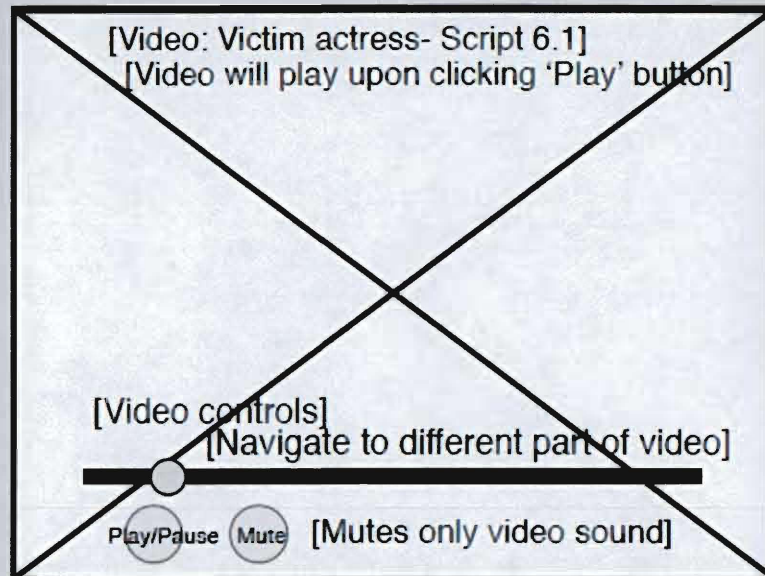 [Video: Victim actress- Script 6.1]
[Video will play upon clicking ‘Play’ button]
[Video controls]
[Navigate to different part of video]
Play/Pause Mute [Mutes only video sound]